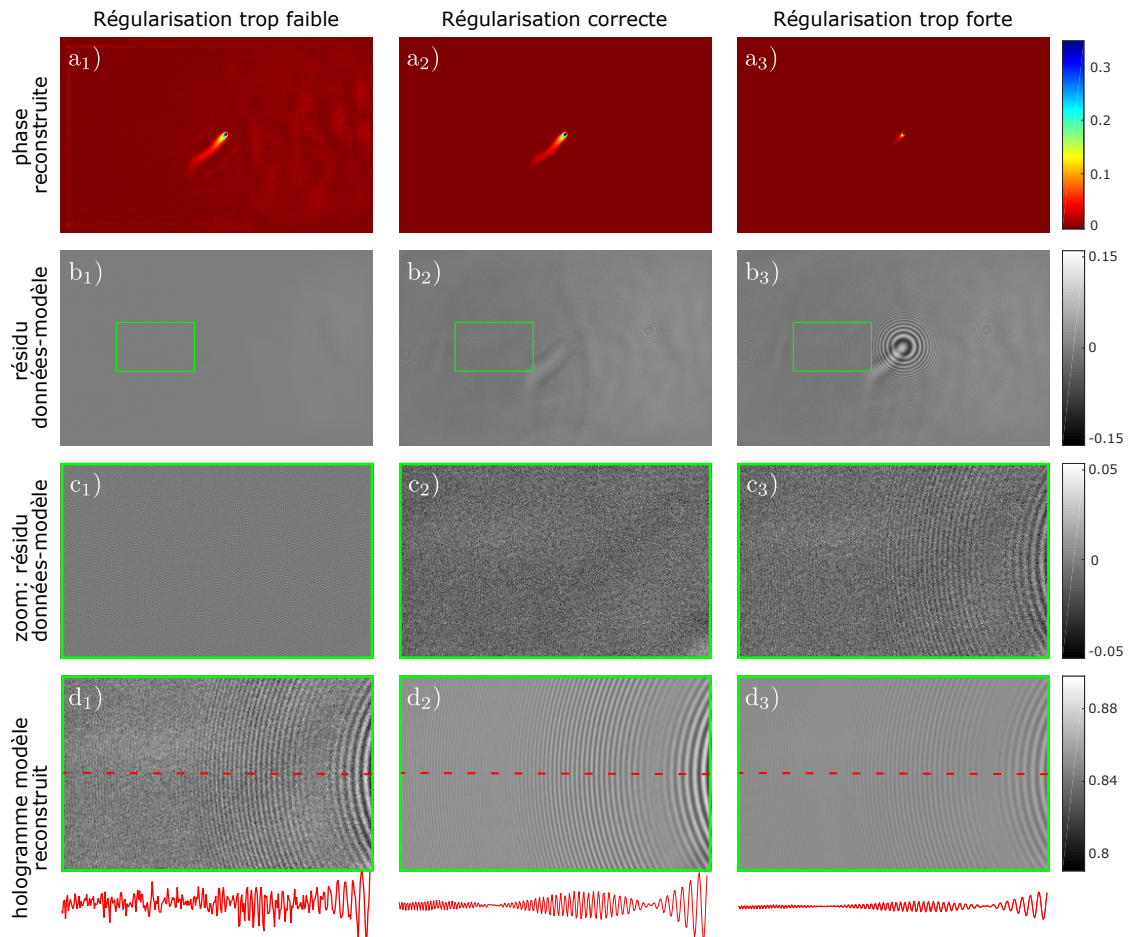 Régularisation trop faible
Régularisation correcte
Régularisation trop forte
phase
reconstruite
a₁)
a₂)
a₃)
0.3
0.2
0.1
0
résidu
données-modèle
b₁)
b₂)
b₃)
0.15
0
-0.15
zoom: résidu
données-modèle
c₁)
c₂)
c₃)
0.05
0
-0.05
hologramme modèle
reconstruit
d₁)
d₂)
d₃)
0.88
0.84
0.8